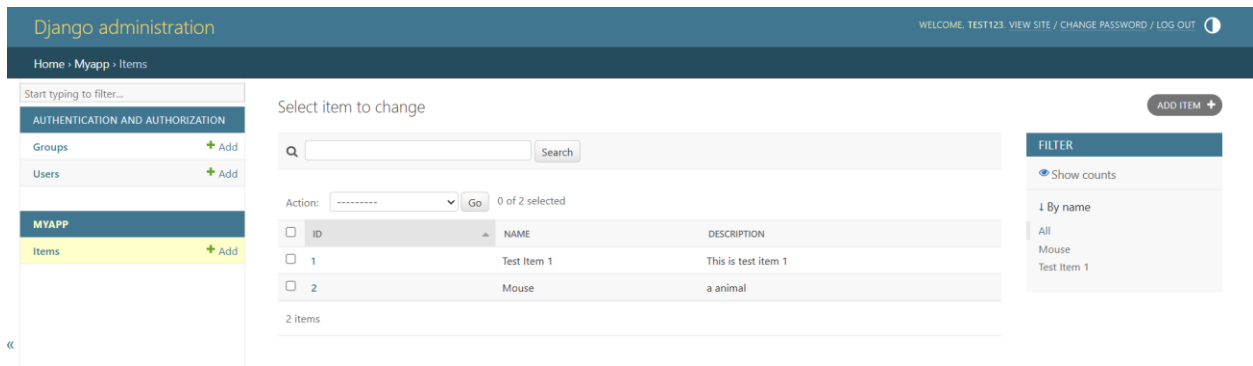 Django administration
WELCOME, TEST123. VIEW SITE / CHANGE PASSWORD / LOG OUT
Home › Myapp › Items
Start typing to filter...
AUTHENTICATION AND AUTHORIZATION
Groups + Add
Users + Add
MYAPP
Items + Add
«
Select item to change
ADD ITEM +
Search
Action: --------- Go 0 of 2 selected
ID NAME DESCRIPTION
1 Test Item 1 This is test item 1
2 Mouse a animal
2 items
FILTER
Show counts
↓ By name
All
Mouse
Test Item 1